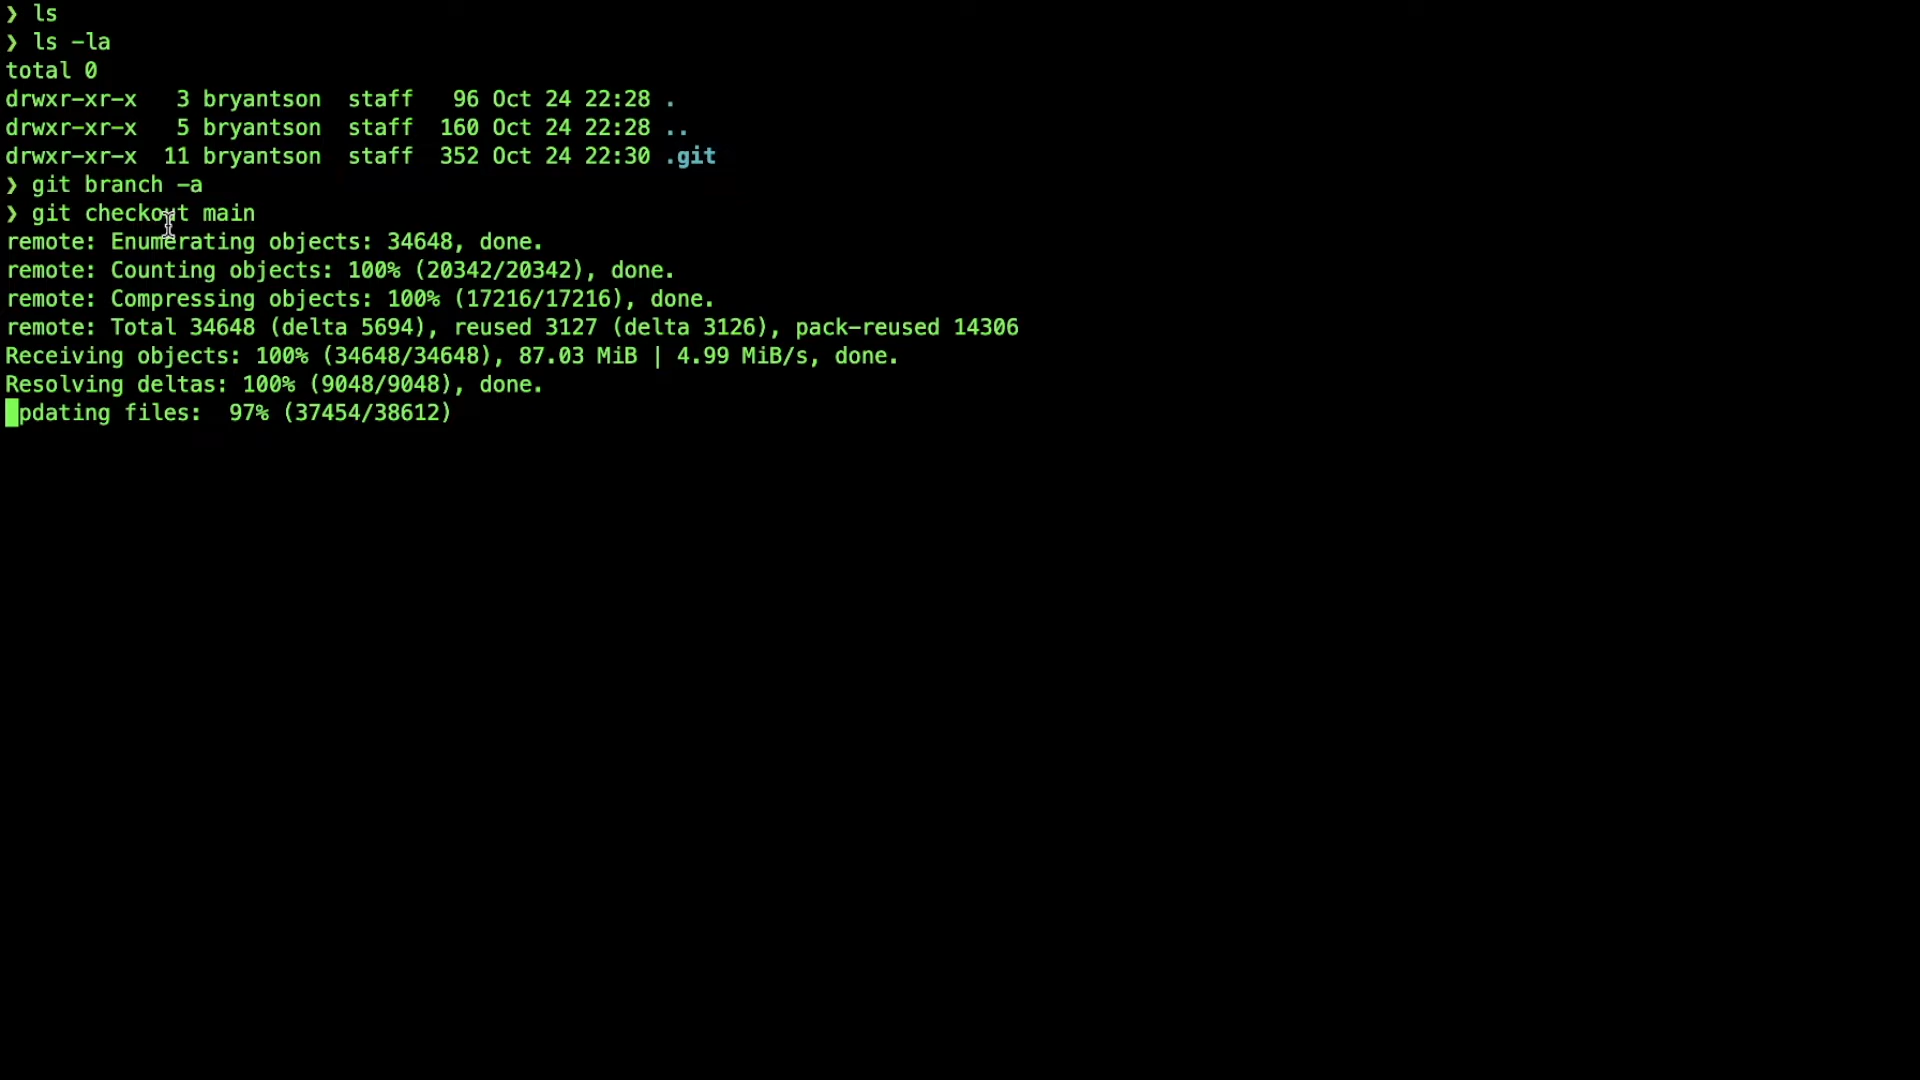 ❯ ls
❯ ls -la
total 0
drwxr-xr-x   3 bryantson  staff   96 Oct 24 22:28 .
drwxr-xr-x   5 bryantson  staff  160 Oct 24 22:28 ..
drwxr-xr-x  11 bryantson  staff  352 Oct 24 22:30 .git
❯ git branch -a
❯ git checkout main
remote: Enumerating objects: 34648, done.
remote: Counting objects: 100% (20342/20342), done.
remote: Compressing objects: 100% (17216/17216), done.
remote: Total 34648 (delta 5694), reused 3127 (delta 3126), pack-reused 14306
Receiving objects: 100% (34648/34648), 87.03 MiB | 4.99 MiB/s, done.
Resolving deltas: 100% (9048/9048), done.
pdating files:  97% (37454/38612)